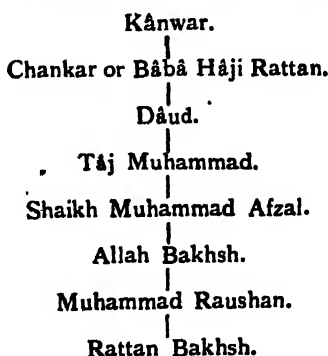 Kânwar.
Chankar or Bâbâ Hâji Rattan.
Dâud.
Tâj Muhammad.
Shaikh Muhammad Afzal.
Allah Bakhsh.
Muhammad Raushan.
Rattan Bakhsh.